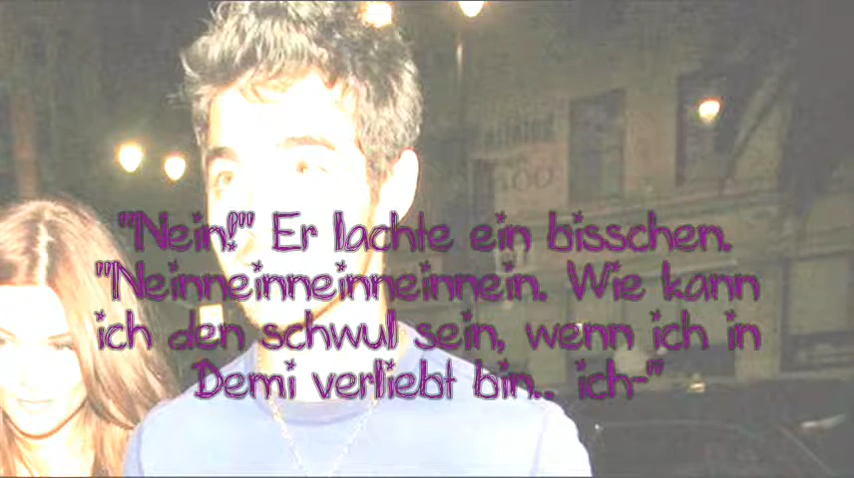 "Nein!" Er lachte ein bisschen.
"Neinneinneinneinnein. Wie kann
ich den schwul sein, wenn ich in
Demi verliebt bin.. ich-"